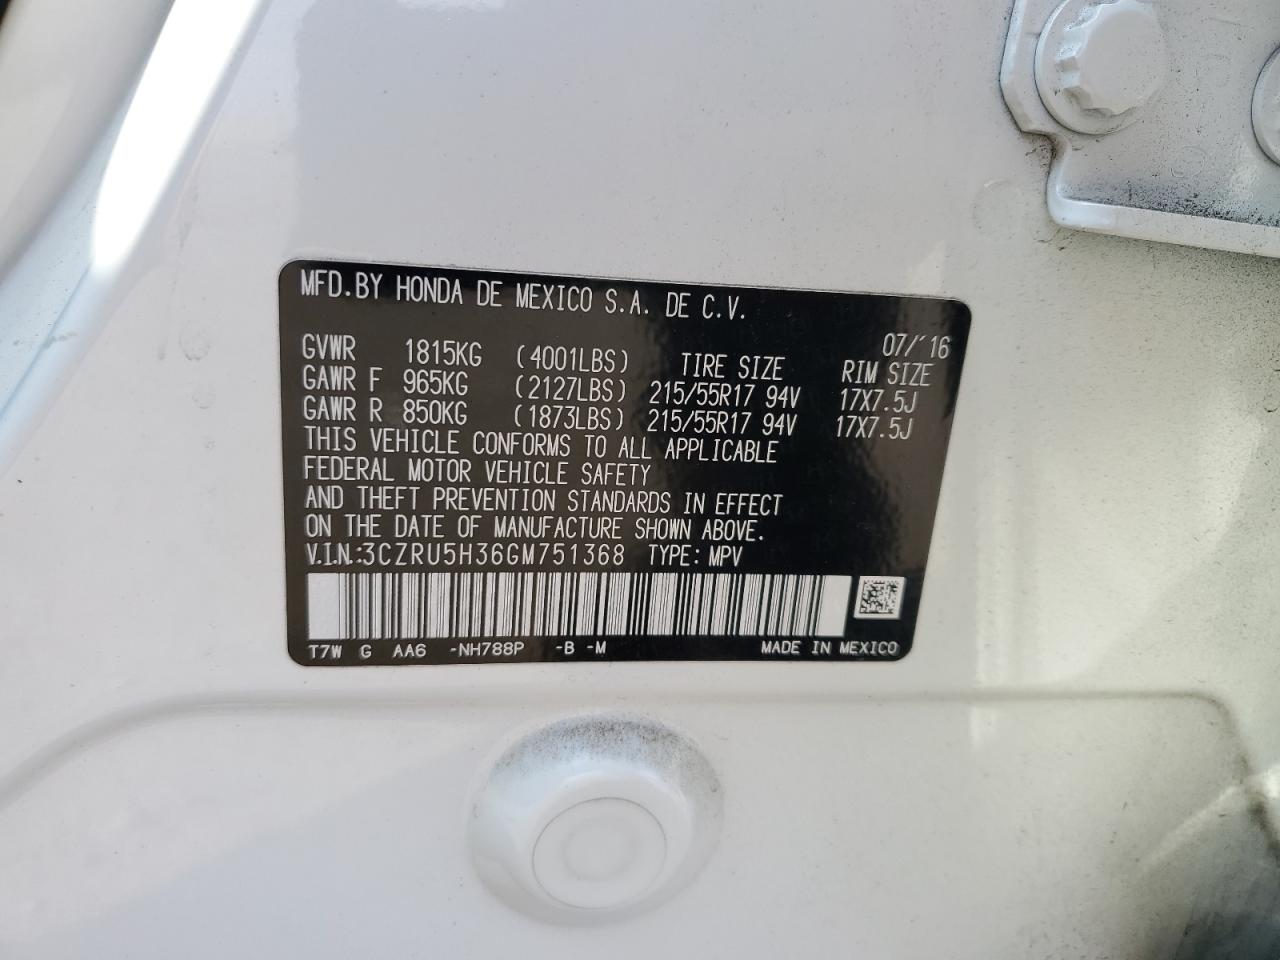 MFD.BY HONDA DE MEXICO S.A. DE C.V.
07/'16
GVWR 1815KG (4001LBS) TIRE SIZE RIM SIZE
GAWR F 965KG (2127LBS) 215/55R17 94V 17X7.5J
GAWR R 850KG (1873LBS) 215/55R17 94V 17X7.5J
THIS VEHICLE CONFORMS TO ALL APPLICABLE
FEDERAL MOTOR VEHICLE SAFETY
AND THEFT PREVENTION STANDARDS IN EFFECT
ON THE DATE OF MANUFACTURE SHOWN ABOVE.
V.I.N.:3CZRU5H36GM751368 TYPE: MPV
T7W G AA6 -NH788P -B -M MADE IN MEXICO